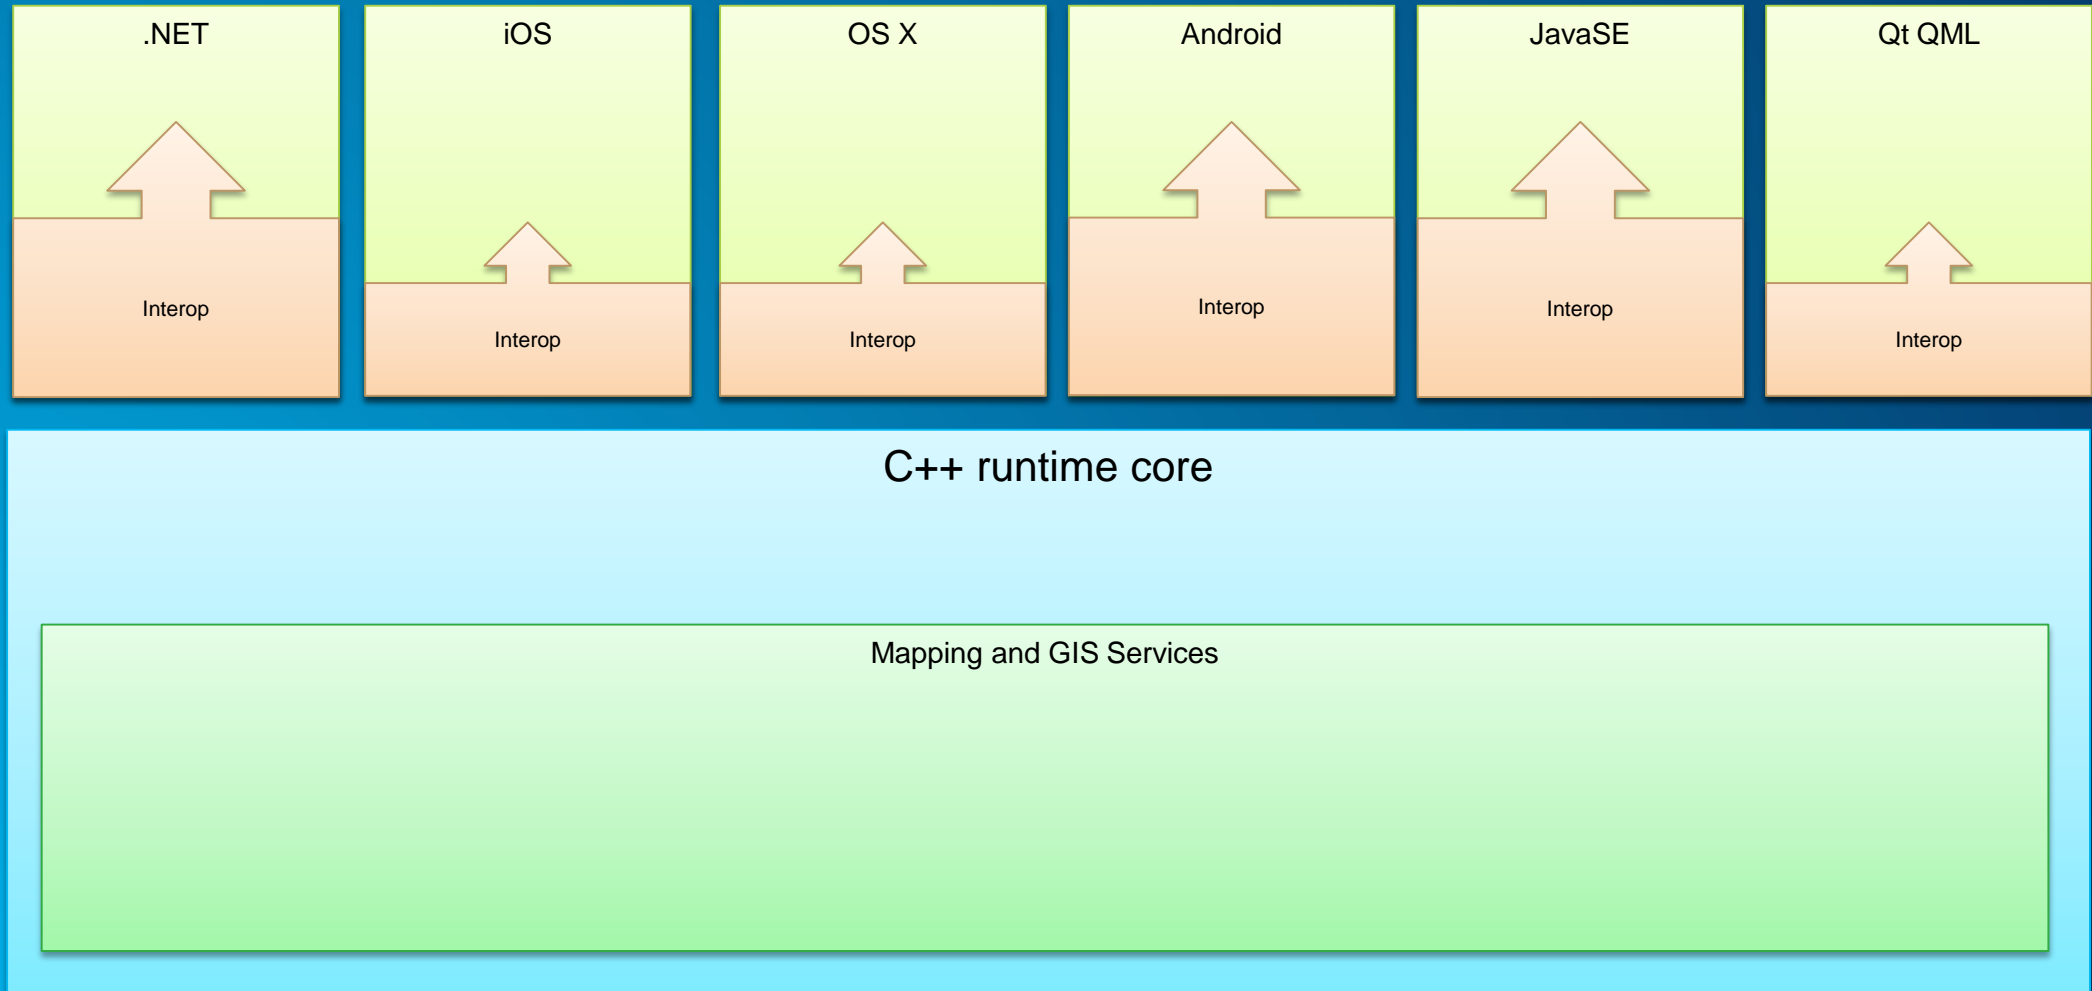 .NET
iOS
OS X
Android
JavaSE
Qt QML
Interop
Interop
Interop
Interop
Interop
Interop
C++ runtime core
Mapping and GIS Services